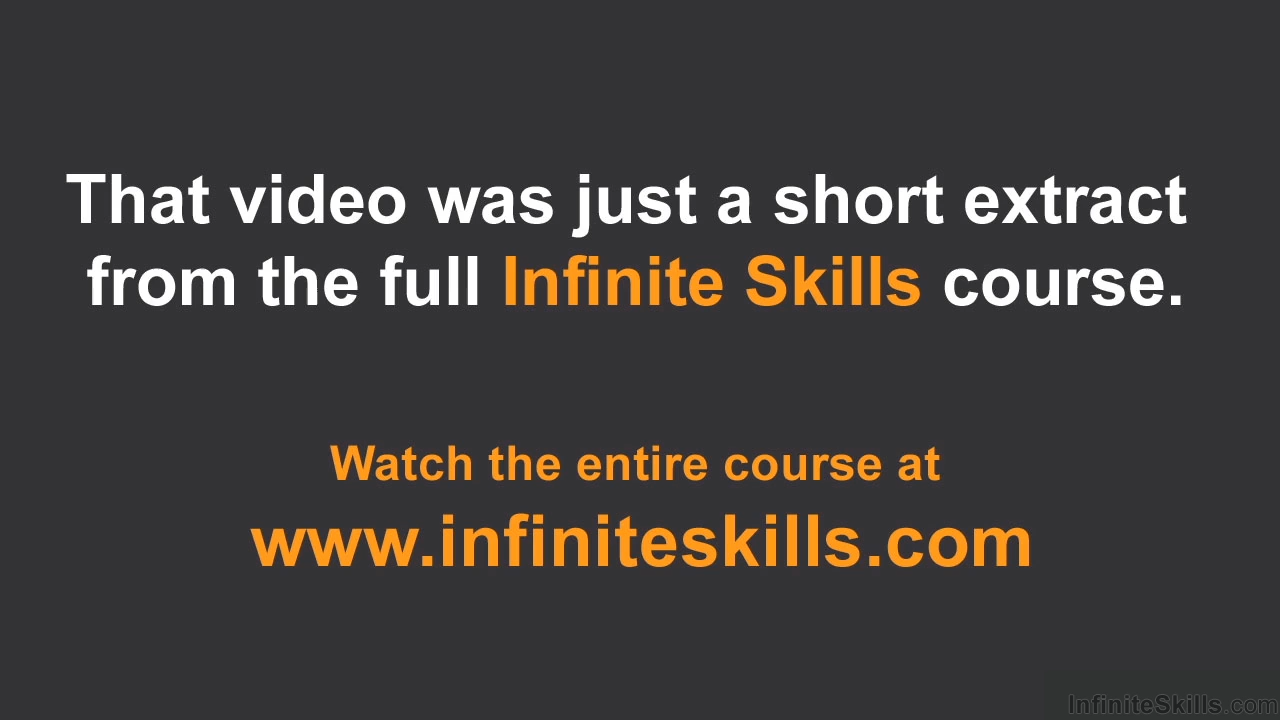 That video was just a short extract
from the full Infinite Skills course.
Watch the entire course at
www.infiniteskills.com
InfiniteSkills.com